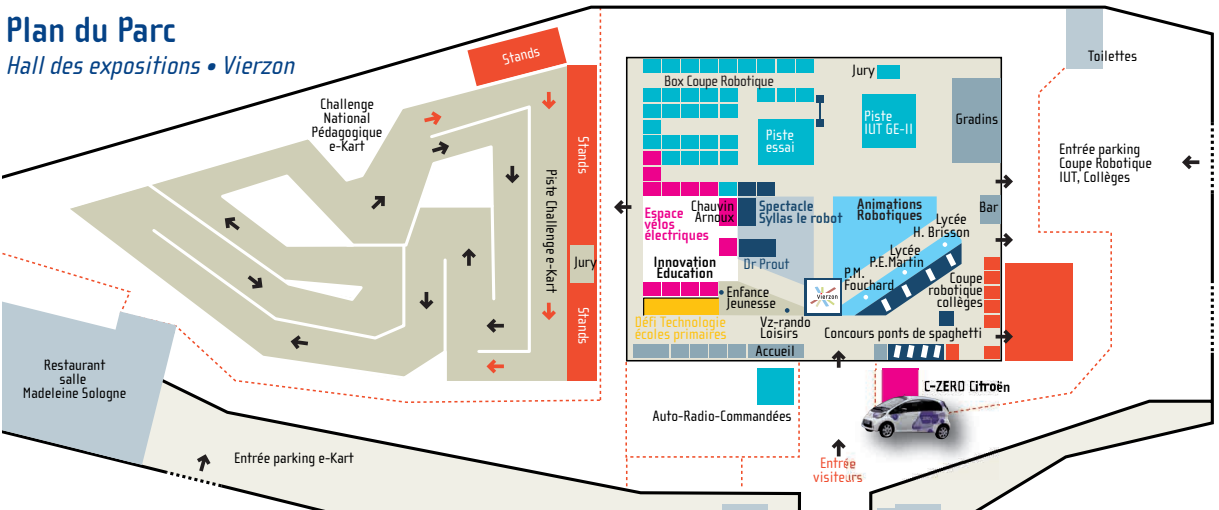 Plan du Parc
Hall des expositions • Vierzon
Stands
Challenge
National
Pédagogique
e-Kart
Stands
Piste Challenge e-Kart
Jury
Stands
Restaurant
salle
Madeleine Sologne
Entrée parking e-Kart
Box Coupe Robotique
Jury
Piste
essai
Piste
IUT GE-II
Gradins
Toilettes
Entrée parking
Coupe Robotique
IUT, Collèges
Espace
vélos
électriques
Chauvin
Arnoux
Spectacle
Syllas le robot
Animations
Robotiques
Bar
Lycée
H. Brisson
Lycée
P.E.Martin
P.M.
Fouchard
Innovation
Education
Dr Prout
Enfance
Jeunesse
Vierzon
Coupe
robotique
collèges
Défi Technologie
écoles primaires
Vz-rando
Loisirs
Concours ponts de spaghetti
Accueil
C-ZERO Citroën
Auto-Radio-Commandées
Entrée
visiteurs